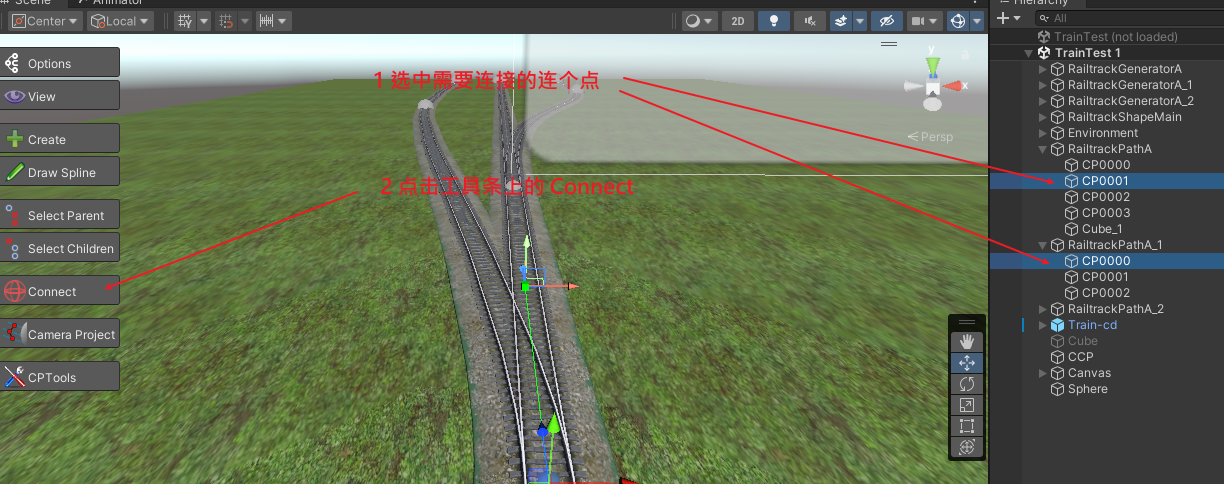 Scene
Animator
Hierarchy
Center
Local
2D
All
Options
View
Create
Draw Spline
Select Parent
Select Children
Connect
Camera Project
CPTools
1 选中需要连接的连个点
2 点击工具条上的 Connect
y
x
Persp
TrainTest (not loaded)
TrainTest 1
RailtrackGeneratorA
RailtrackGeneratorA_1
RailtrackGeneratorA_2
RailtrackShapeMain
Environment
RailtrackPathA
CP0000
CP0001
CP0002
CP0003
Cube_1
RailtrackPathA_1
CP0000
CP0001
CP0002
RailtrackPathA_2
Train-cd
Cube
CCP
Canvas
Sphere